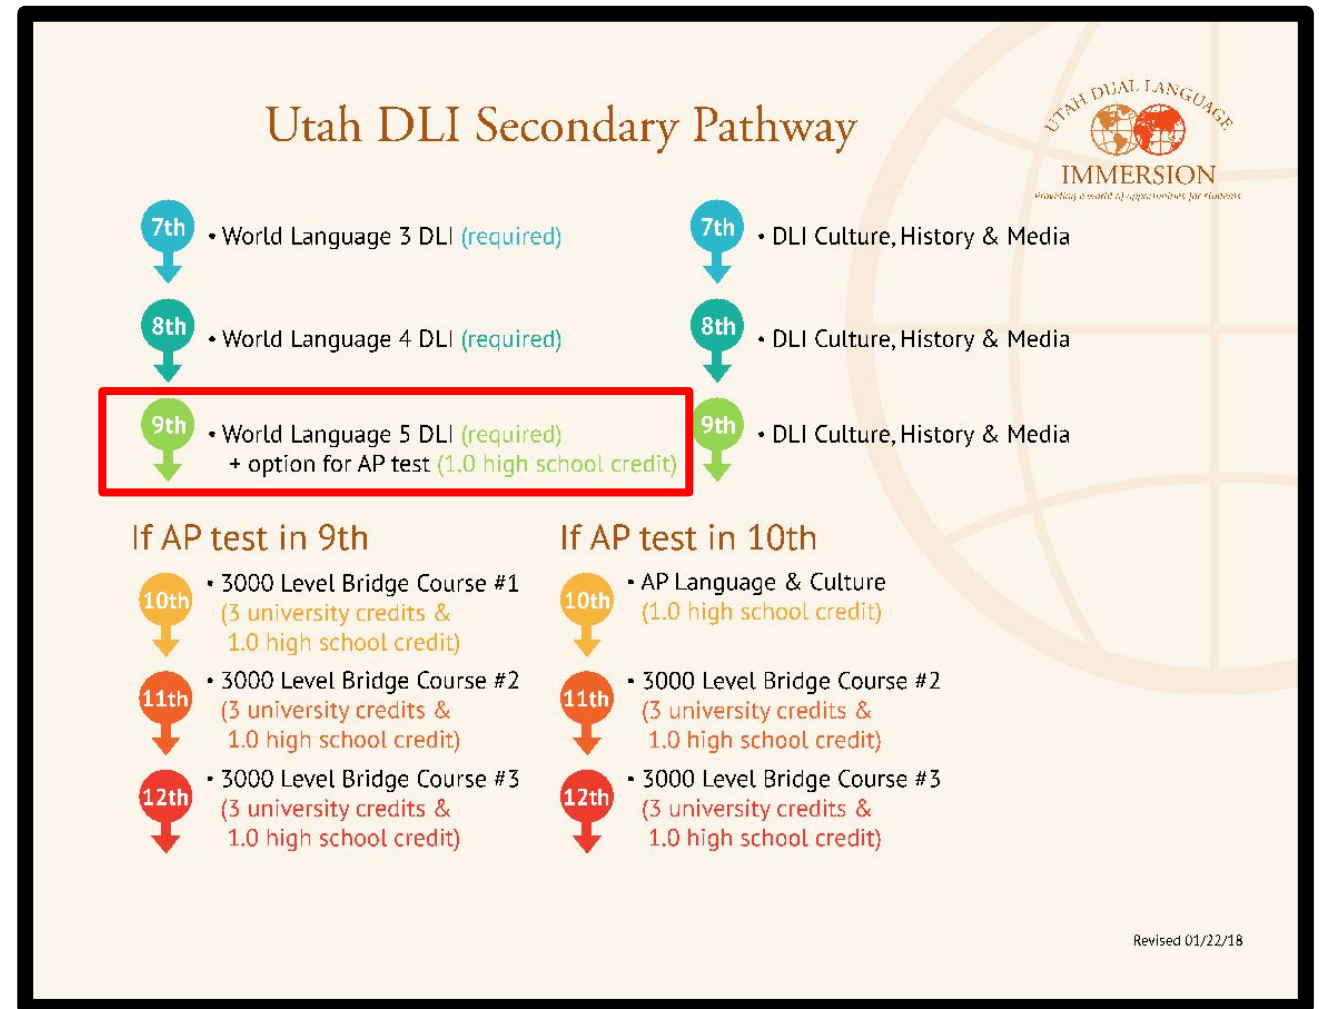 Utah DLI Secondary Pathway
UTAH DUAL LANGUAGE
IMMERSION
Providing a world of opportunities for students
7th
• World Language 3 DLI (required)
8th
• World Language 4 DLI (required)
9th
• World Language 5 DLI (required)
+ option for AP test (1.0 high school credit)
7th
• DLI Culture, History & Media
8th
• DLI Culture, History & Media
9th
• DLI Culture, History & Media
If AP test in 9th
10th
• 3000 Level Bridge Course #1
(3 university credits &
1.0 high school credit)
11th
• 3000 Level Bridge Course #2
(3 university credits &
1.0 high school credit)
12th
• 3000 Level Bridge Course #3
(3 university credits &
1.0 high school credit)
If AP test in 10th
10th
• AP Language & Culture
(1.0 high school credit)
11th
• 3000 Level Bridge Course #2
(3 university credits &
1.0 high school credit)
12th
• 3000 Level Bridge Course #3
(3 university credits &
1.0 high school credit)
Revised 01/22/18